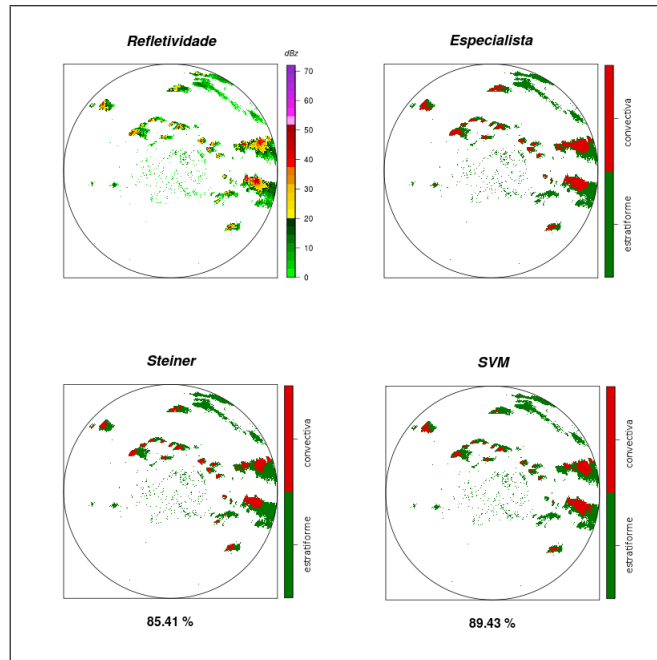 Refletividade
dBz
70
60
50
40
30
20
10
0
Especialista
convectiva
estratiforme
Steiner
convectiva
estratiforme
85.41 %
SVM
convectiva
estratiforme
89.43 %